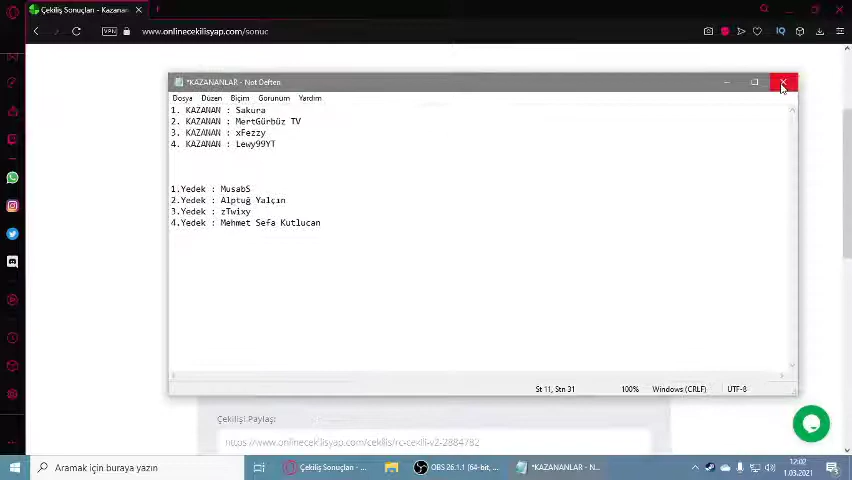 Çekiliş Sonuçları - Kazanan
VPN
www.onlinecekilisyap.com/sonuc
*KAZANANLAR - Not Defteri
Dosya Düzen Biçim Görünüm Yardım
1. KAZANAN : Sakura
2. KAZANAN : MertGürbüz TV
3. KAZANAN : xFezzy
4. KAZANAN : Lewy99YT
1.Yedek : MusabS
2.Yedek : Alptuğ Yalçın
3.Yedek : zTwixy
4.Yedek : Mehmet Sefa Kutlucan
St 11, Stn 31 100% Windows (CRLF) UTF-8
Çekilişi Paylaş:
https://www.onlinecekilisyap.com/cekilis/rc-cekili-v2-2884782
Aramak için buraya yazın
Çekiliş Sonuçları - ...
OBS 26.1.1 (64-bit, ...
*KAZANANLAR - N...
12:02
1.03.2021